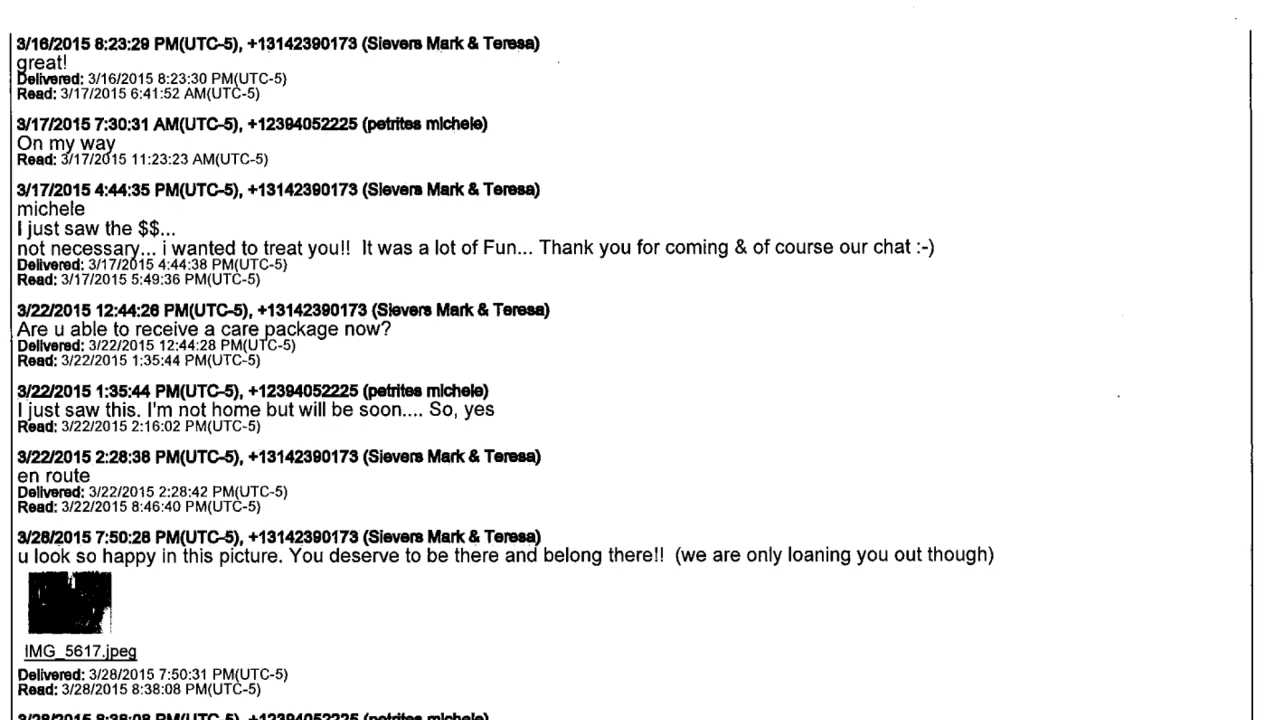 3/16/2015 8:23:29 PM(UTC-5), +13142390173 (Sievers Mark & Teresa)
great!
Delivered: 3/16/2015 8:23:30 PM(UTC-5)
Read: 3/17/2015 6:41:52 AM(UTC-5)
3/17/2015 7:30:31 AM(UTC-5), +12394052225 (petrites michele)
On my way
Read: 3/17/2015 11:23:23 AM(UTC-5)
3/17/2015 4:44:35 PM(UTC-5), +13142390173 (Sievers Mark & Teresa)
michele
I just saw the $$...
not necessary... i wanted to treat you!!  It was a lot of Fun... Thank you for coming & of course our chat :-)
Delivered: 3/17/2015 4:44:38 PM(UTC-5)
Read: 3/17/2015 5:49:36 PM(UTC-5)
3/22/2015 12:44:26 PM(UTC-5), +13142390173 (Sievers Mark & Teresa)
Are u able to receive a care package now?
Delivered: 3/22/2015 12:44:28 PM(UTC-5)
Read: 3/22/2015 1:35:44 PM(UTC-5)
3/22/2015 1:35:44 PM(UTC-5), +12394052225 (petrites michele)
I just saw this. I'm not home but will be soon.... So, yes
Read: 3/22/2015 2:16:02 PM(UTC-5)
3/22/2015 2:28:38 PM(UTC-5), +13142390173 (Sievers Mark & Teresa)
en route
Delivered: 3/22/2015 2:28:42 PM(UTC-5)
Read: 3/22/2015 8:46:40 PM(UTC-5)
3/28/2015 7:50:28 PM(UTC-5), +13142390173 (Sievers Mark & Teresa)
u look so happy in this picture. You deserve to be there and belong there!!  (we are only loaning you out though)
IMG_5617.jpeg
Delivered: 3/28/2015 7:50:31 PM(UTC-5)
Read: 3/28/2015 8:38:08 PM(UTC-5)
3/28/2015 8:38:08 PM(UTC-5), +12394052225 (petrites michele)